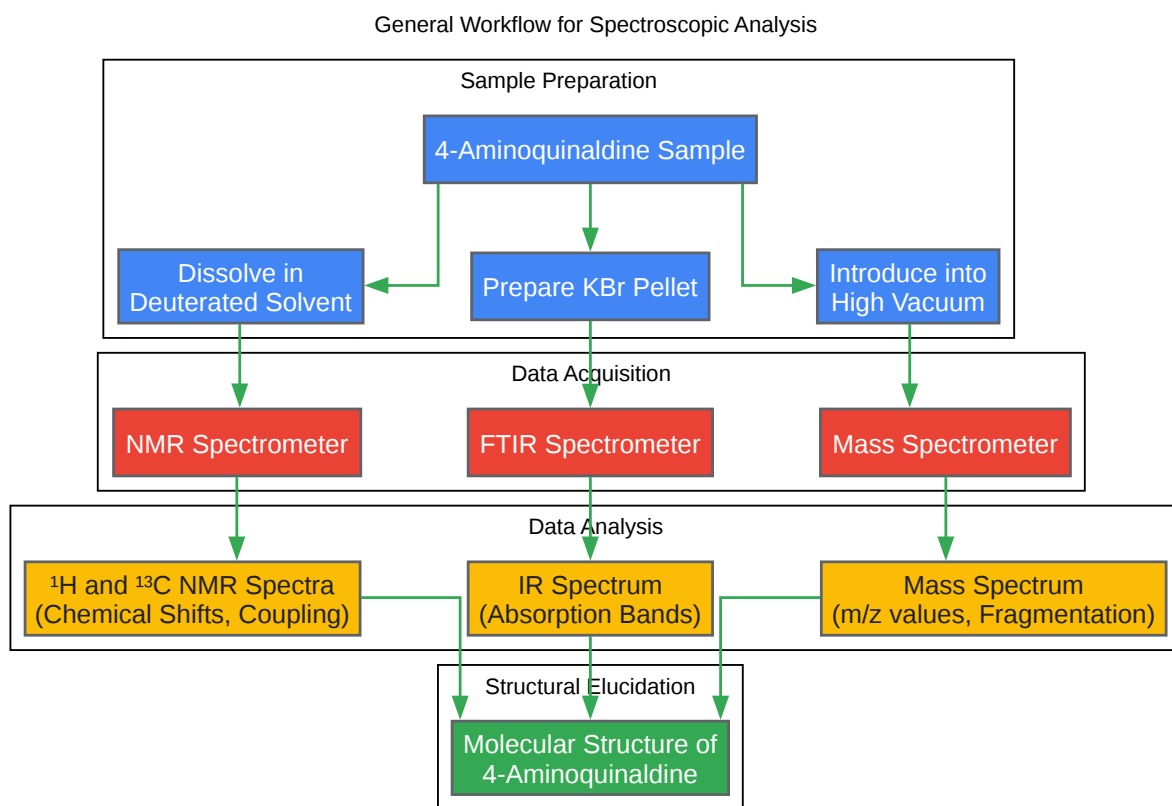 General Workflow for Spectroscopic Analysis
Sample Preparation
4-Aminoquinaldine Sample
Dissolve in
Deuterated Solvent
Prepare KBr Pellet
Introduce into
High Vacuum
Data Acquisition
NMR Spectrometer
FTIR Spectrometer
Mass Spectrometer
Data Analysis
¹H and ¹³C NMR Spectra
(Chemical Shifts, Coupling)
IR Spectrum
(Absorption Bands)
Mass Spectrum
(m/z values, Fragmentation)
Structural Elucidation
Molecular Structure of
4-Aminoquinaldine